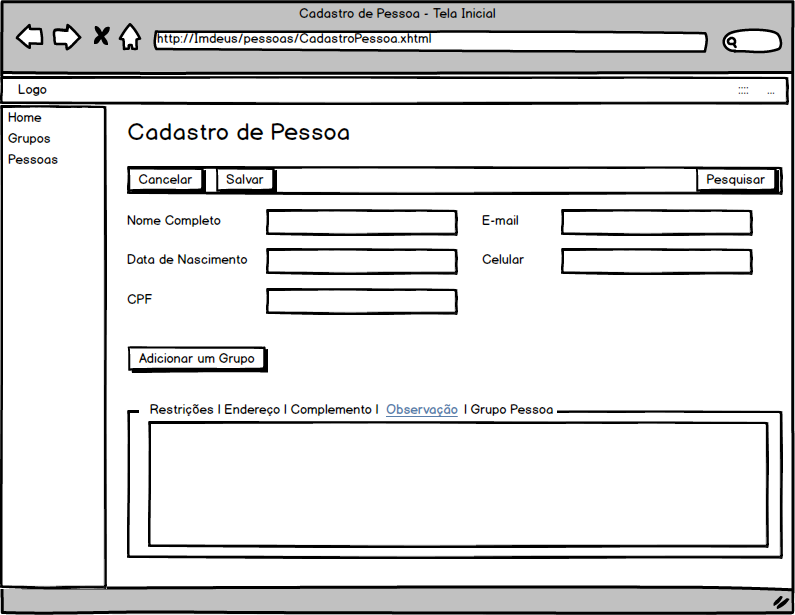 Cadastro de Pessoa - Tela Inicial
http://Imdeus/pessoas/CadastroPessoa.xhtml
Logo :::: ...
Home
Grupos
Pessoas
Cadastro de Pessoa
Cancelar Salvar Pesquisar
Nome Completo E-mail
Data de Nascimento Celular
CPF
Adicionar um Grupo
Restrições | Endereço | Complemento | Observação | Grupo Pessoa